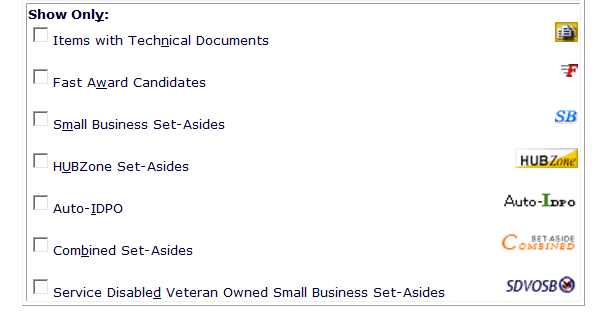 Show Only:
Items with Technical Documents
Fast Award Candidates F
Small Business Set-Asides SB
HUBZone Set-Asides HUBZone
Auto-IDPO Auto-IDPO
Combined Set-Asides SET-ASIDE COMBINED
Service Disabled Veteran Owned Small Business Set-Asides SDVOSB